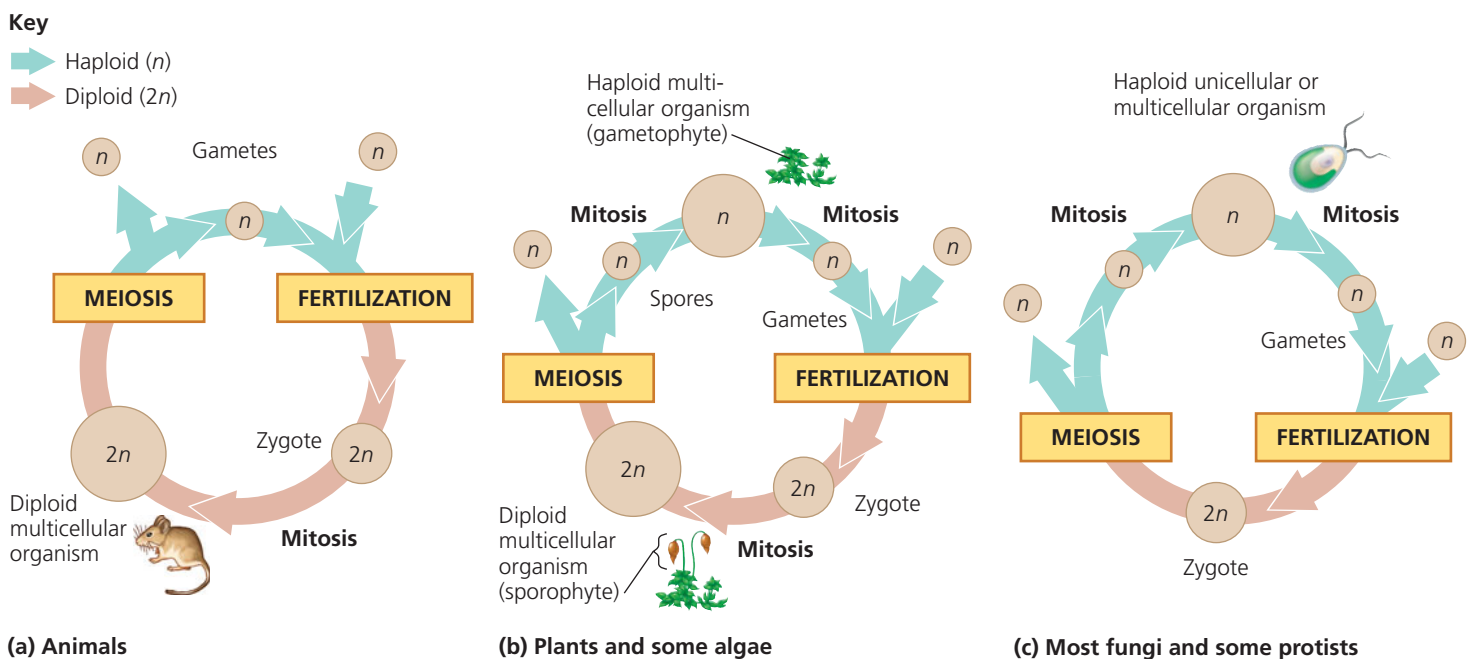 Key
Haploid (n)
Diploid (2n)
n
Gametes
n
n
MEIOSIS
FERTILIZATION
Zygote
2n
2n
Diploid
multicellular
organism
Mitosis
(a) Animals
Haploid multi-
cellular organism
(gametophyte)
Mitosis
n
Mitosis
n
n
n
n
Spores
Gametes
MEIOSIS
FERTILIZATION
2n
2n
Zygote
Diploid
multicellular
organism
(sporophyte)
Mitosis
(b) Plants and some algae
Haploid unicellular or
multicellular organism
Mitosis
n
Mitosis
n
n
n
Gametes
n
MEIOSIS
FERTILIZATION
2n
Zygote
(c) Most fungi and some protists